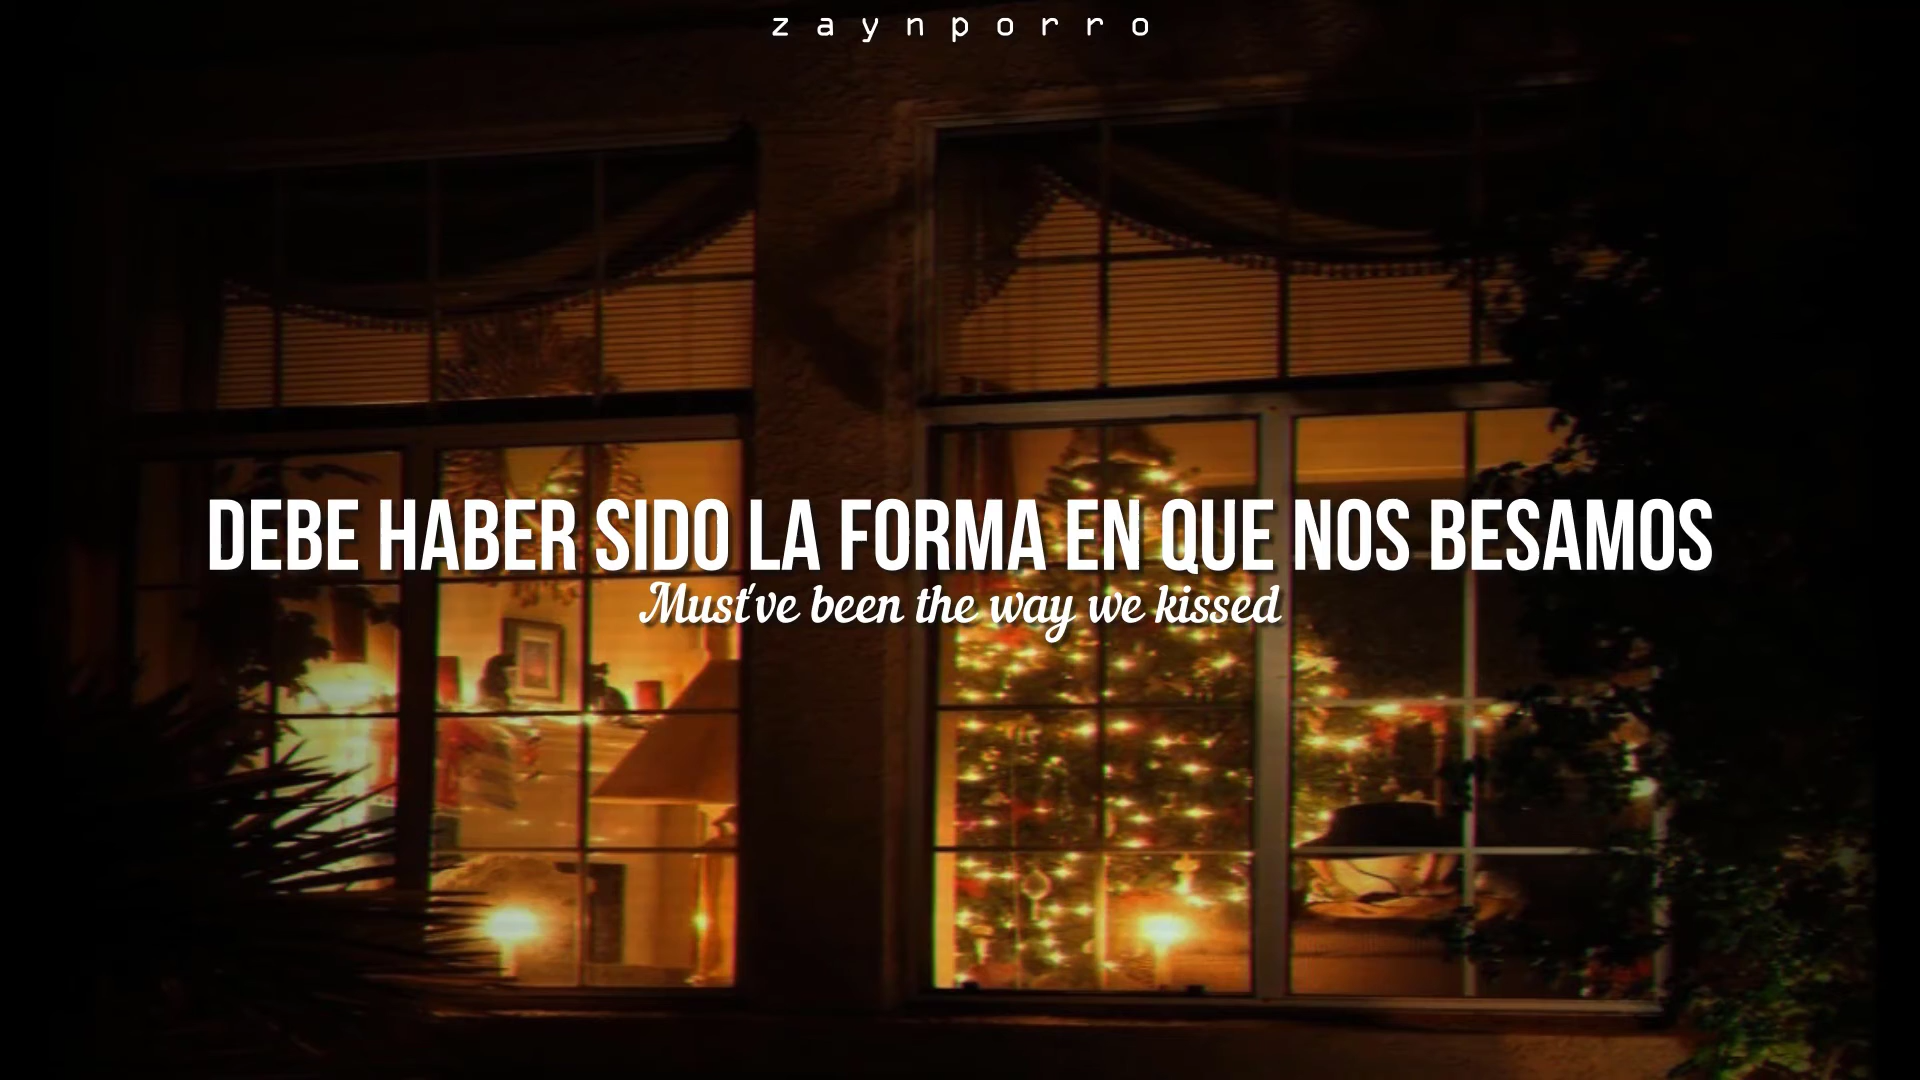 zaynporro
DEBE HABER SIDO LA FORMA EN QUE NOS BESAMOS
Must've been the way we kissed